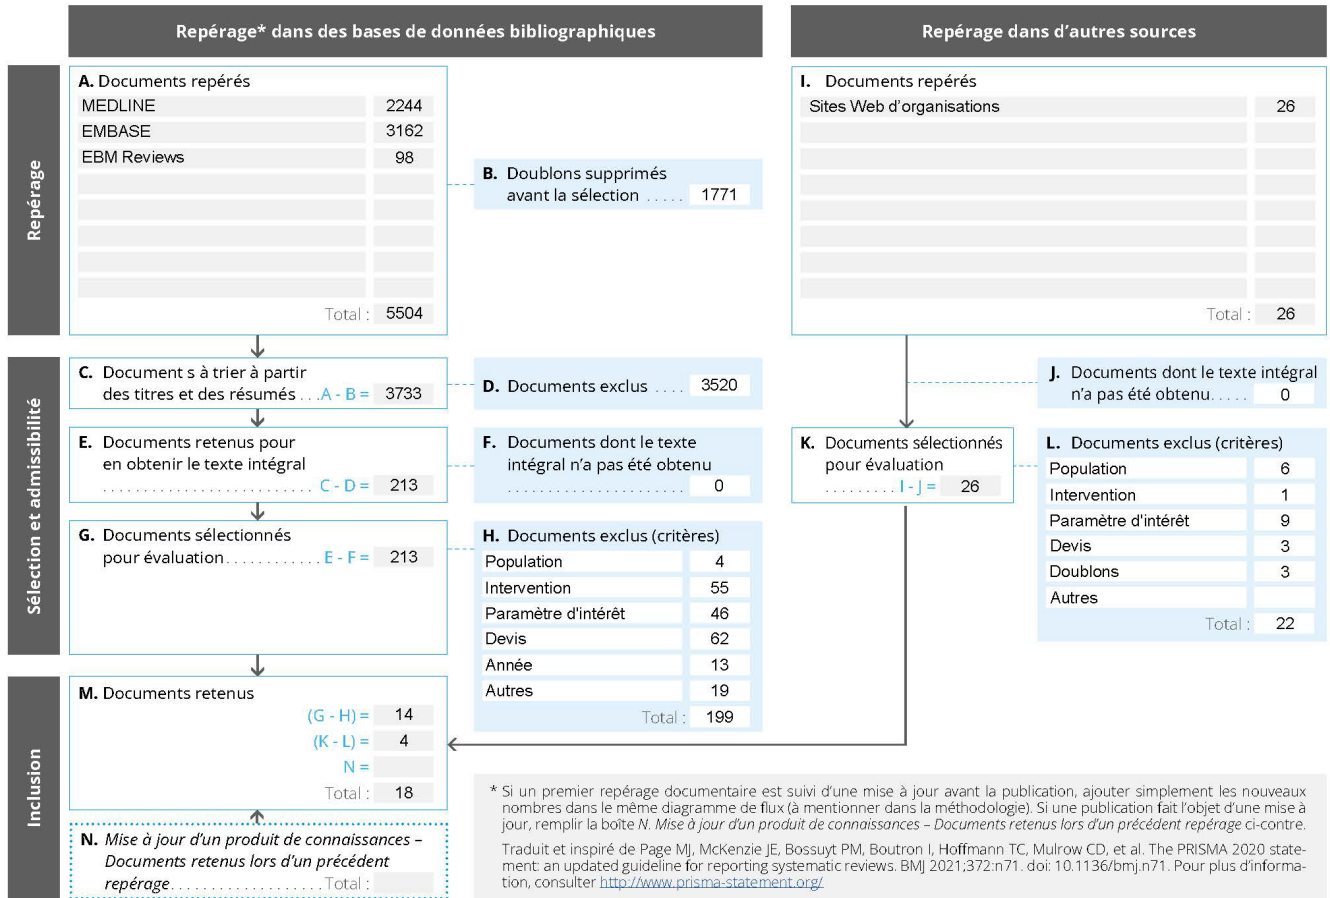 Repérage* dans des bases de données bibliographiques
Repérage dans d'autres sources
Repérage
A. Documents repérés
MEDLINE 2244
EMBASE 3162
EBM Reviews 98
Total : 5504
B. Doublons supprimés
avant la sélection ..... 1771
I. Documents repérés
Sites Web d'organisations 26
Total : 26
Sélection et admissibilité
C. Document s à trier à partir
des titres et des résumés ...A - B = 3733
D. Documents exclus .... 3520
E. Documents retenus pour
en obtenir le texte intégral
.......................... C - D = 213
F. Documents dont le texte
intégral n'a pas été obtenu
...................... 0
G. Documents sélectionnés
pour évaluation............ E - F = 213
H. Documents exclus (critères)
Population 4
Intervention 55
Paramètre d'intérêt 46
Devis 62
Année 13
Autres 19
Total : 199
J. Documents dont le texte intégral
n'a pas été obtenu..... 0
K. Documents sélectionnés
pour évaluation
......... I - J = 26
L. Documents exclus (critères)
Population 6
Intervention 1
Paramètre d'intérêt 9
Devis 3
Doublons 3
Autres
Total : 22
Inclusion
M. Documents retenus
(G - H) = 14
(K - L) = 4
N =
Total : 18
N. Mise à jour d'un produit de connaissances –
Documents retenus lors d'un précédent
repérage...................Total :
* Si un premier repérage documentaire est suivi d'une mise à jour avant la publication, ajouter simplement les nouveaux
nombres dans le même diagramme de flux (à mentionner dans la méthodologie). Si une publication fait l'objet d'une mise à
jour, remplir la boîte N. Mise à jour d'un produit de connaissances – Documents retenus lors d'un précédent repérage ci-contre.
Traduit et inspiré de Page MJ, McKenzie JE, Bossuyt PM, Boutron I, Hoffmann TC, Mulrow CD, et al. The PRISMA 2020 state-
ment: an updated guideline for reporting systematic reviews. BMJ 2021;372:n71. doi: 10.1136/bmj.n71. Pour plus d'informa-
tion, consulter http://www.prisma-statement.org/